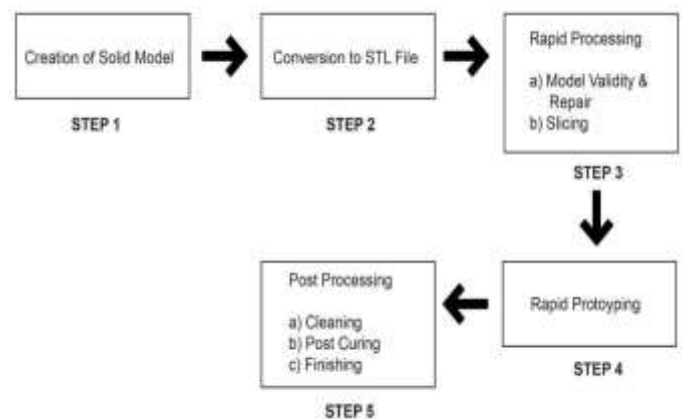 Creation of Solid Model
STEP 1
Conversion to STL File
STEP 2
Rapid Processing
a) Model Validity &
Repair
b) Slicing
STEP 3
Rapid Protoyping
STEP 4
Post Processing
a) Cleaning
b) Post Curing
c) Finishing
STEP 5